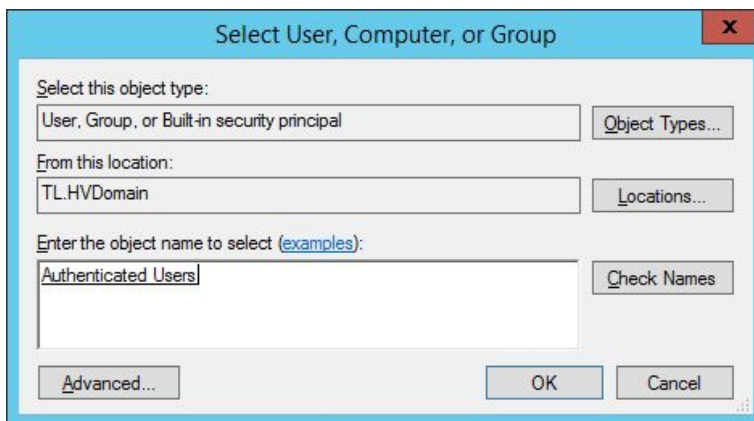 Select User, Computer, or Group
x
Select this object type:
User, Group, or Built-in security principal
Object Types...
From this location:
TL.HVDomain
Locations...
Enter the object name to select (examples):
Authenticated Users
Check Names
Advanced...
OK
Cancel